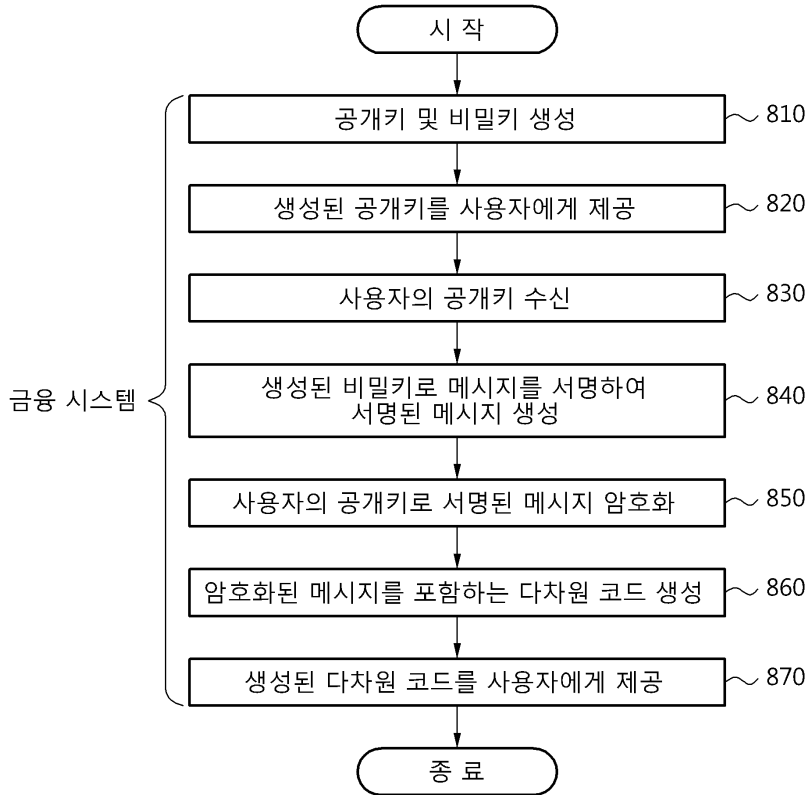 시 작
공개키 및 비밀키 생성
810
생성된 공개키를 사용자에게 제공
820
사용자의 공개키 수신
830
금융 시스템
생성된 비밀키로 메시지를 서명하여
서명된 메시지 생성
840
사용자의 공개키로 서명된 메시지 암호화
850
암호화된 메시지를 포함하는 다차원 코드 생성
860
생성된 다차원 코드를 사용자에게 제공
870
종 료